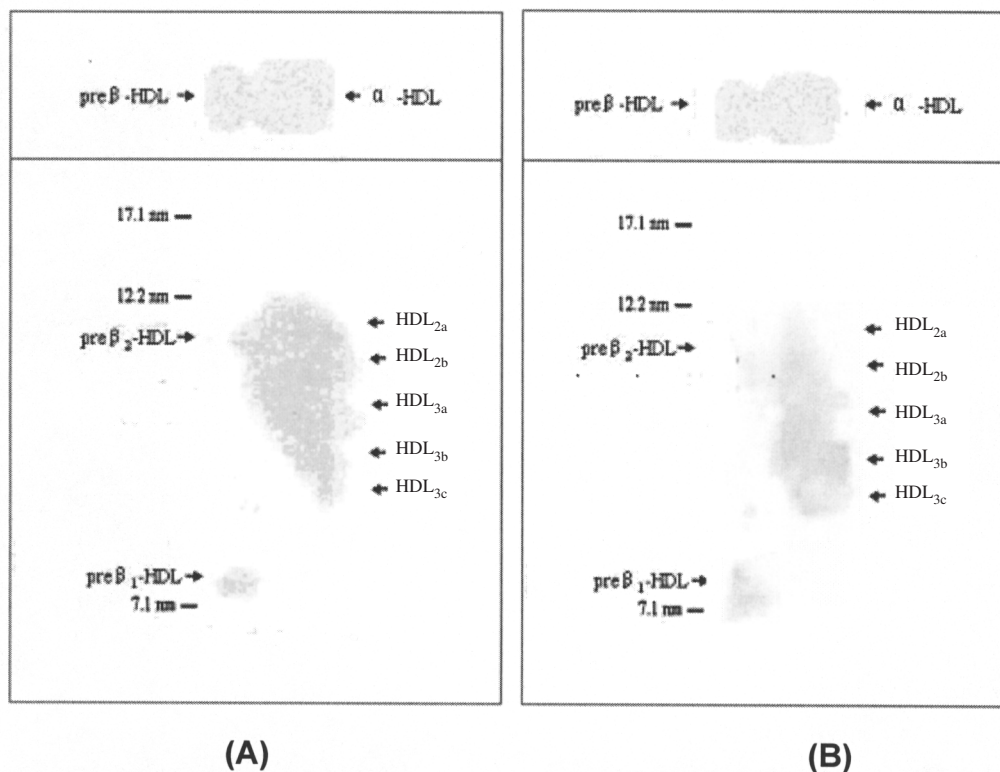 preβ-HDL
α -HDL
17.1 nm
12.2 nm
preβ₂-HDL
HDL₂ₐ
HDL₂b
HDL₃ₐ
HDL₃b
HDL₃c
preβ₁-HDL
7.1 nm
(A)
preβ-HDL
α -HDL
17.1 nm
12.2 nm
preβ₂-HDL
HDL₂ₐ
HDL₂b
HDL₃ₐ
HDL₃b
HDL₃c
preβ₁-HDL
7.1 nm
(B)